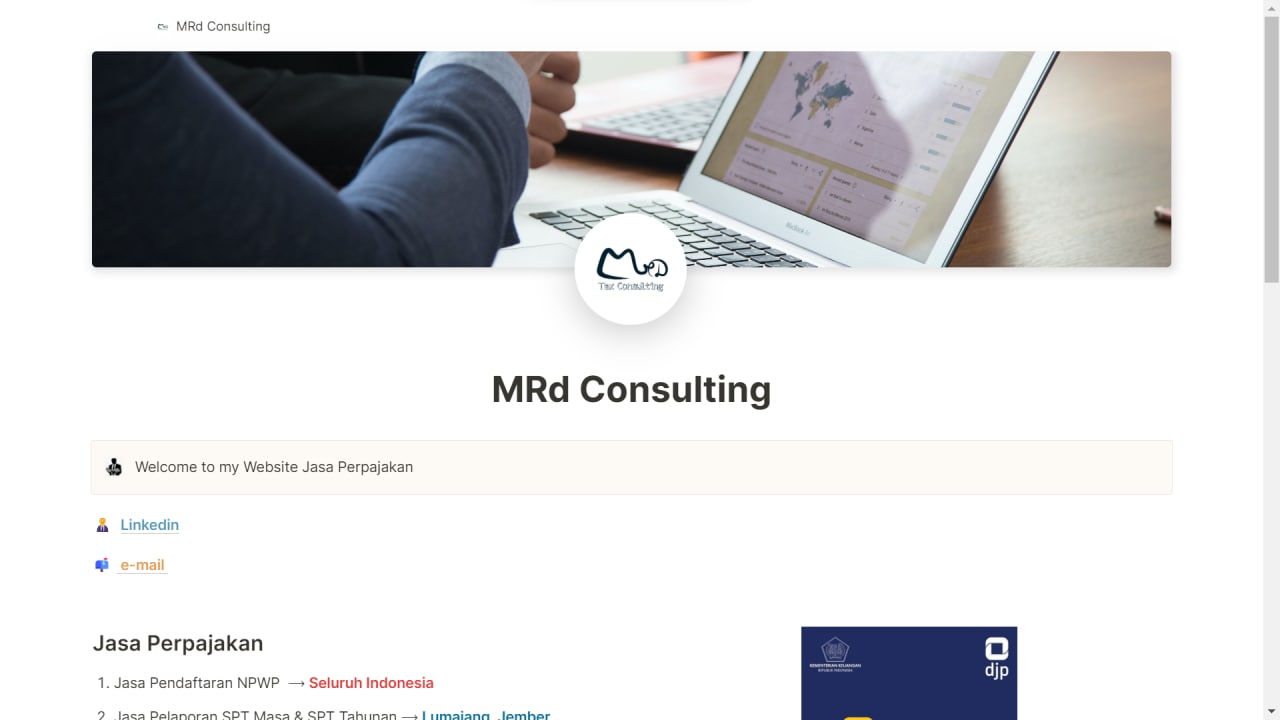 MRd Consulting
MRD
Tax Consulting
MRd Consulting
Welcome to my Website Jasa Perpajakan
Linkedin
e-mail
Jasa Perpajakan
KEMENTERIAN KEUANGAN
REPUBLIK INDONESIA
djp
1. Jasa Pendaftaran NPWP ⟶ Seluruh Indonesia
2. Jasa Pelaporan SPT Masa & SPT Tahunan ⟶ Lumajang, Jember